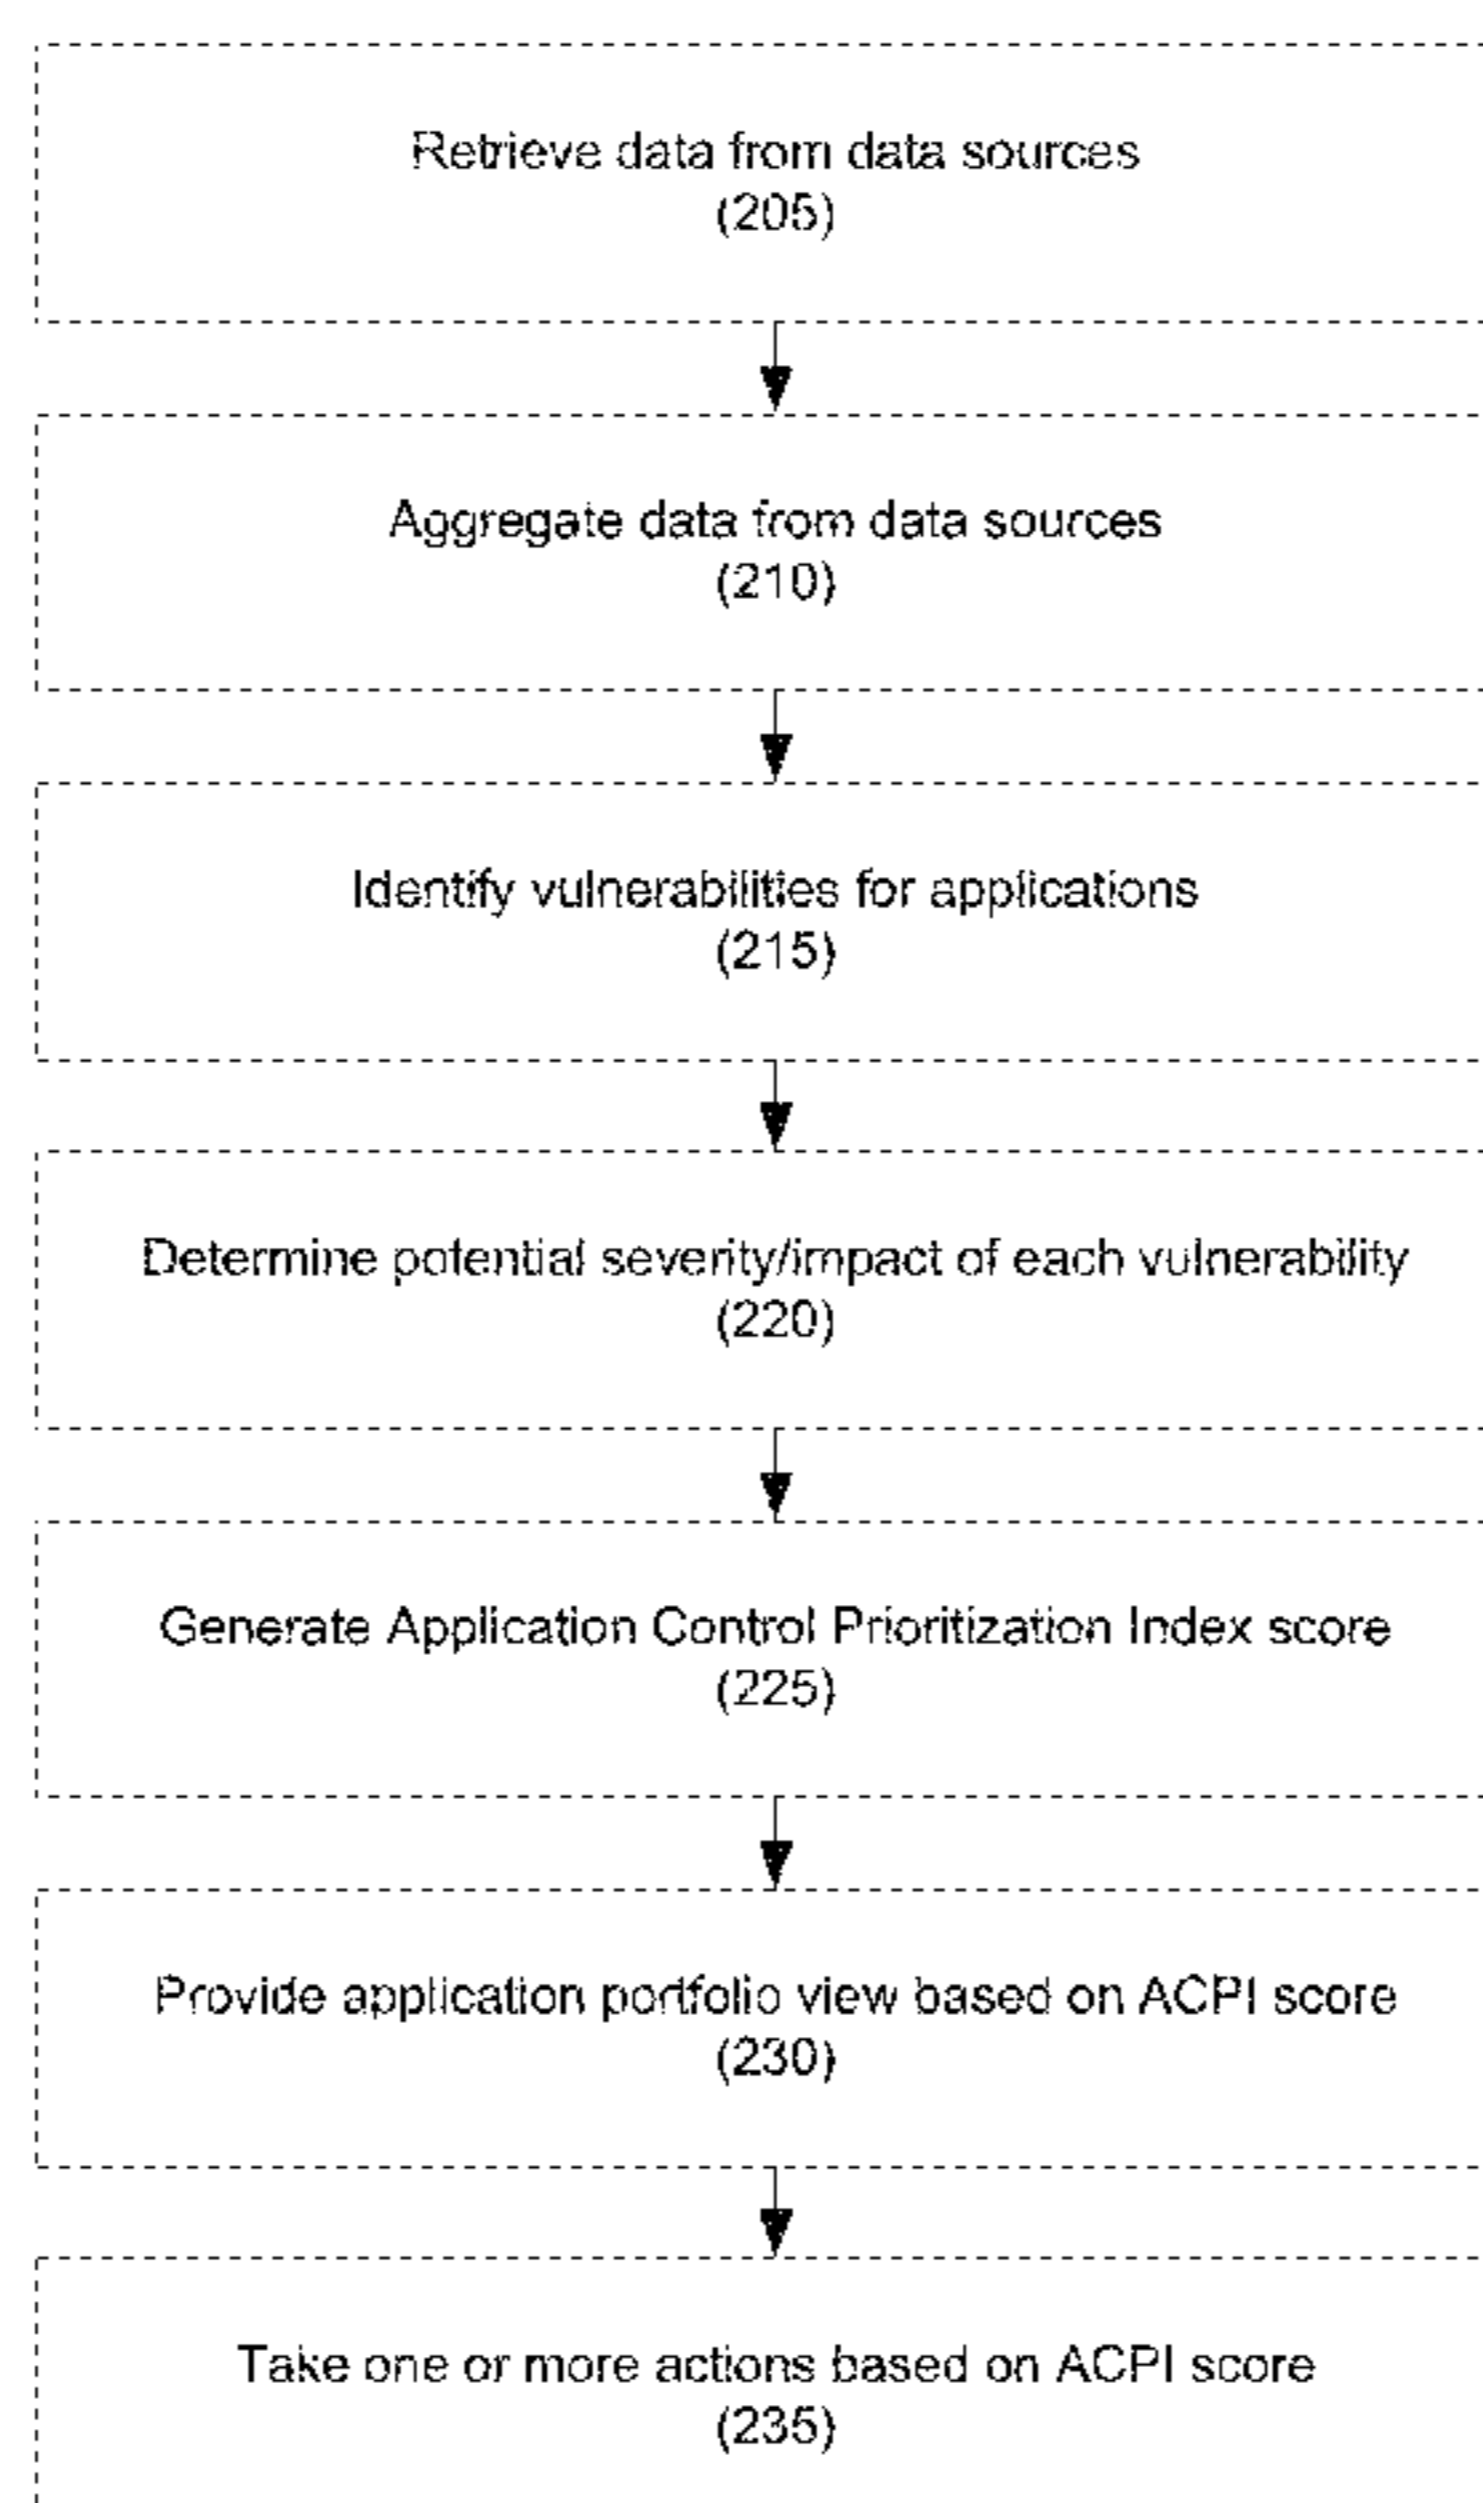 Retrieve data from data sources
(205)
Aggregate data from data sources
(210)
Identify vulnerabilities for applications
(215)
Determine potential severity/impact of each vulnerability
(220)
Generate Application Control Prioritization Index score
(225)
Provide application portfolio view based on ACPI score
(230)
Take one or more actions based on ACPI score
(235)